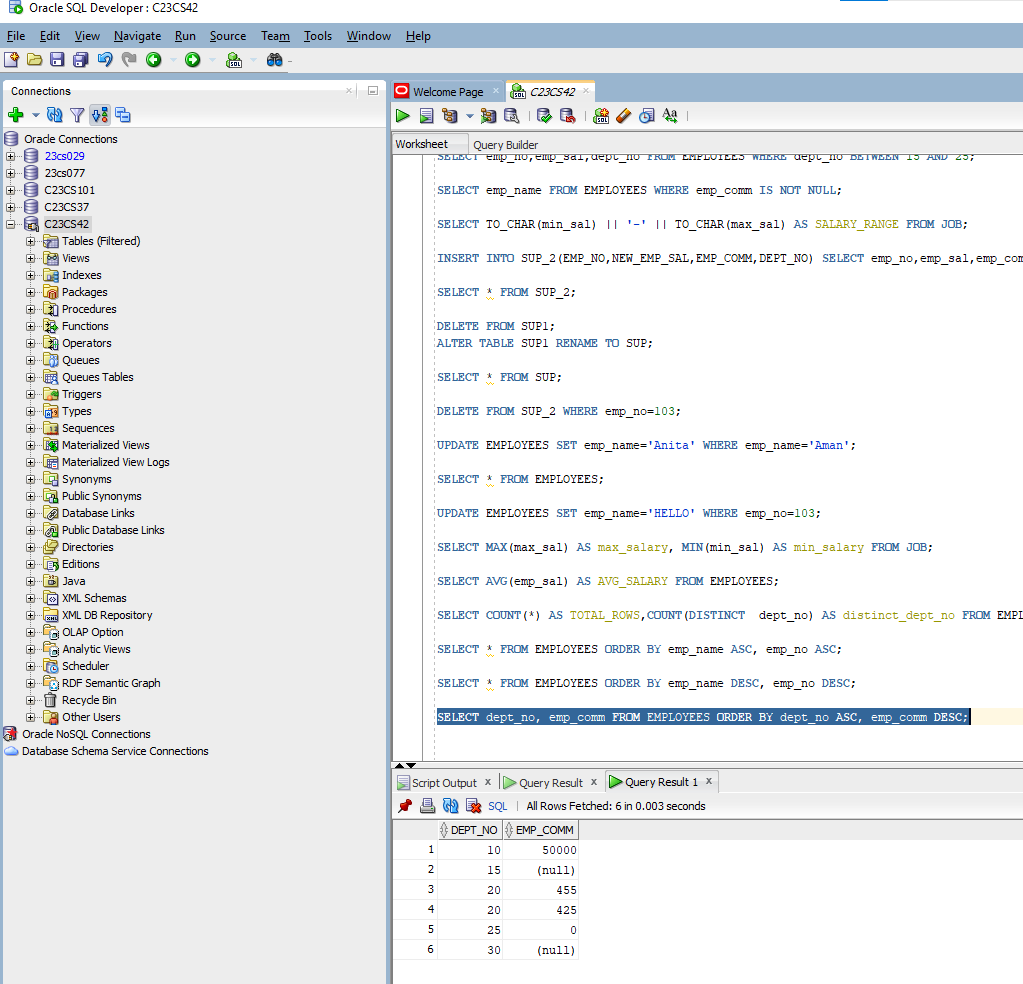 Oracle SQL Developer : C23CS42
File Edit View Navigate Run Source Team Tools Window Help
Connections
Oracle Connections
23cs029
23cs077
C23CS101
C23CS37
C23CS42
Tables (Filtered)
Views
Indexes
Packages
Procedures
Functions
Operators
Queues
Queues Tables
Triggers
Types
Sequences
Materialized Views
Materialized View Logs
Synonyms
Public Synonyms
Database Links
Public Database Links
Directories
Editions
Java
XML Schemas
XML DB Repository
OLAP Option
Analytic Views
Scheduler
RDF Semantic Graph
Recycle Bin
Other Users
Oracle NoSQL Connections
Database Schema Service Connections
Welcome Page C23CS42
Worksheet Query Builder
SELECT emp_no,emp_sal,dept_no FROM EMPLOYEES WHERE dept_no BETWEEN 15 AND 25;
SELECT emp_name FROM EMPLOYEES WHERE emp_comm IS NOT NULL;
SELECT TO_CHAR(min_sal) || '-' || TO_CHAR(max_sal) AS SALARY_RANGE FROM JOB;
INSERT INTO SUP_2(EMP_NO,NEW_EMP_SAL,EMP_COMM,DEPT_NO) SELECT emp_no,emp_sal,emp_com
SELECT * FROM SUP_2;
DELETE FROM SUP1;
ALTER TABLE SUP1 RENAME TO SUP;
SELECT * FROM SUP;
DELETE FROM SUP_2 WHERE emp_no=103;
UPDATE EMPLOYEES SET emp_name='Anita' WHERE emp_name='Aman';
SELECT * FROM EMPLOYEES;
UPDATE EMPLOYEES SET emp_name='HELLO' WHERE emp_no=103;
SELECT MAX(max_sal) AS max_salary, MIN(min_sal) AS min_salary FROM JOB;
SELECT AVG(emp_sal) AS AVG_SALARY FROM EMPLOYEES;
SELECT COUNT(*) AS TOTAL_ROWS,COUNT(DISTINCT  dept_no) AS distinct_dept_no FROM EMPL
SELECT * FROM EMPLOYEES ORDER BY emp_name ASC, emp_no ASC;
SELECT * FROM EMPLOYEES ORDER BY emp_name DESC, emp_no DESC;
SELECT dept_no, emp_comm FROM EMPLOYEES ORDER BY dept_no ASC, emp_comm DESC;
Script Output Query Result Query Result 1
SQL All Rows Fetched: 6 in 0.003 seconds
DEPT_NO EMP_COMM
1 10 50000
2 15 (null)
3 20 455
4 20 425
5 25 0
6 30 (null)